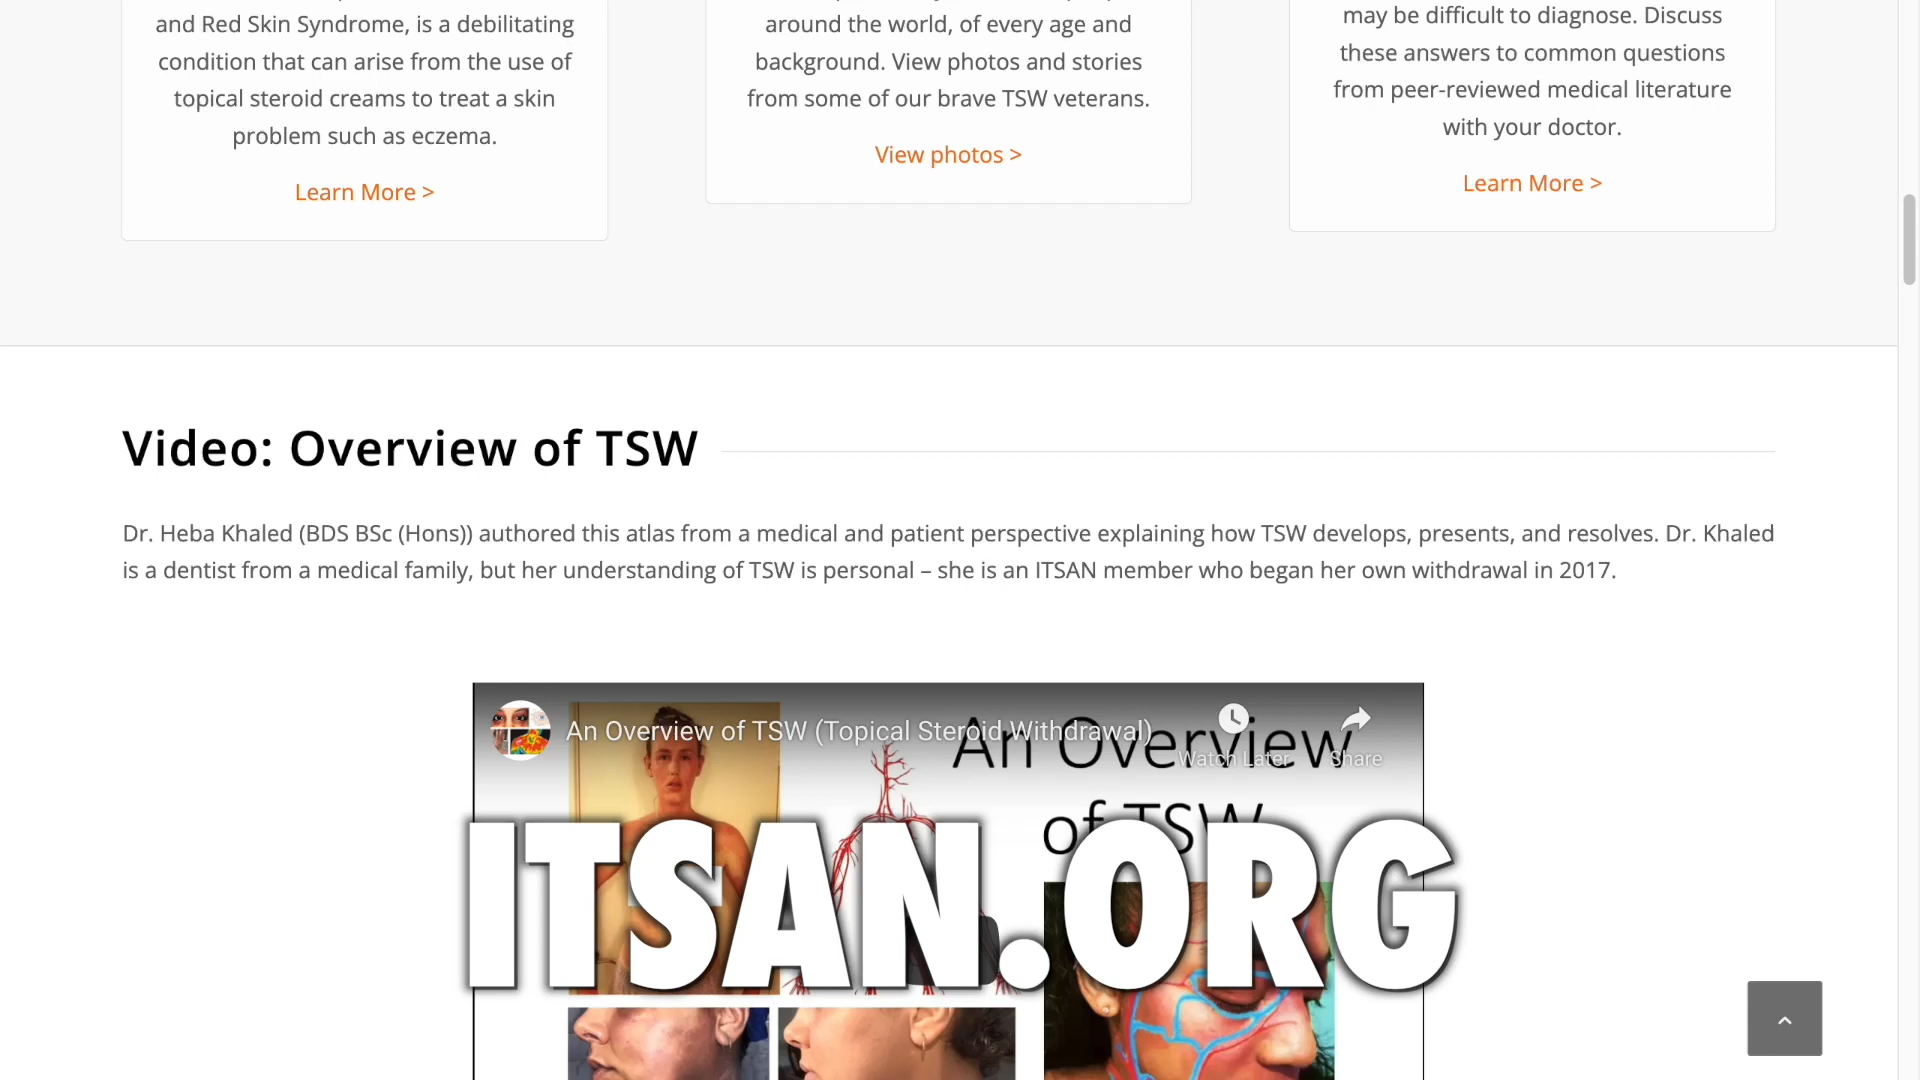 and Red Skin Syndrome, is a debilitating
condition that can arise from the use of
topical steroid creams to treat a skin
problem such as eczema.
Learn More >
around the world, of every age and
background. View photos and stories
from some of our brave TSW veterans.
View photos >
may be difficult to diagnose. Discuss
these answers to common questions
from peer-reviewed medical literature
with your doctor.
Learn More >
Video: Overview of TSW
Dr. Heba Khaled (BDS BSc (Hons)) authored this atlas from a medical and patient perspective explaining how TSW develops, presents, and resolves. Dr. Khaled
is a dentist from a medical family, but her understanding of TSW is personal – she is an ITSAN member who began her own withdrawal in 2017.
An Overview of TSW (Topical Steroid Withdrawal)
Watch Later
Share
An Overview
of TSW
ITSAN.ORG